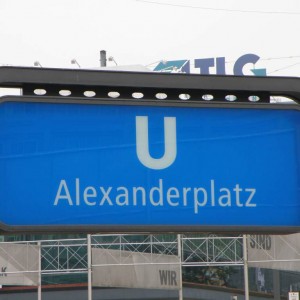 TLG
U
Alexanderplatz
SIND
WIR